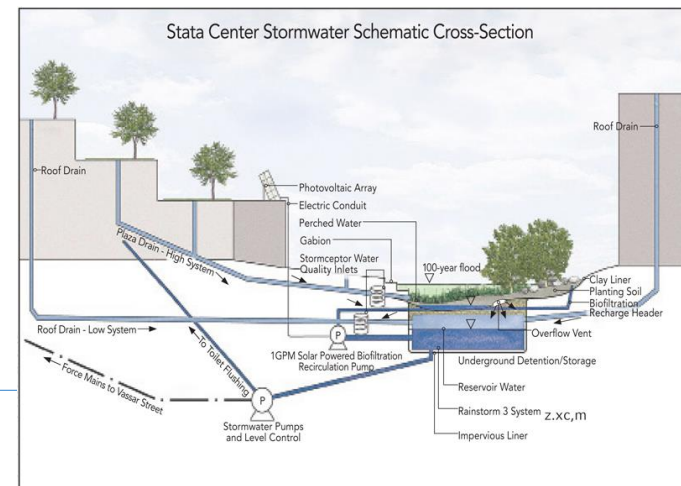 Stata Center Stormwater Schematic Cross-Section
Roof Drain
Roof Drain
Photovoltaic Array
Electric Conduit
Perched Water
Gabion
Stormceptor Water
Quality Inlets
100-year flood
Plaza Drain - High System
Clay Liner
Planting Soil
Biofiltration
Recharge Header
Roof Drain - Low System
Overflow Vent
P
1GPM Solar Powered Biofiltration
Recirculation Pump
Underground Detention/Storage
To Toilet Flushing
Force Mains to Vassar Street
Reservoir Water
P
Rainstorm 3 System z.xc,m
Stormwater Pumps
and Level Control
Impervious Liner